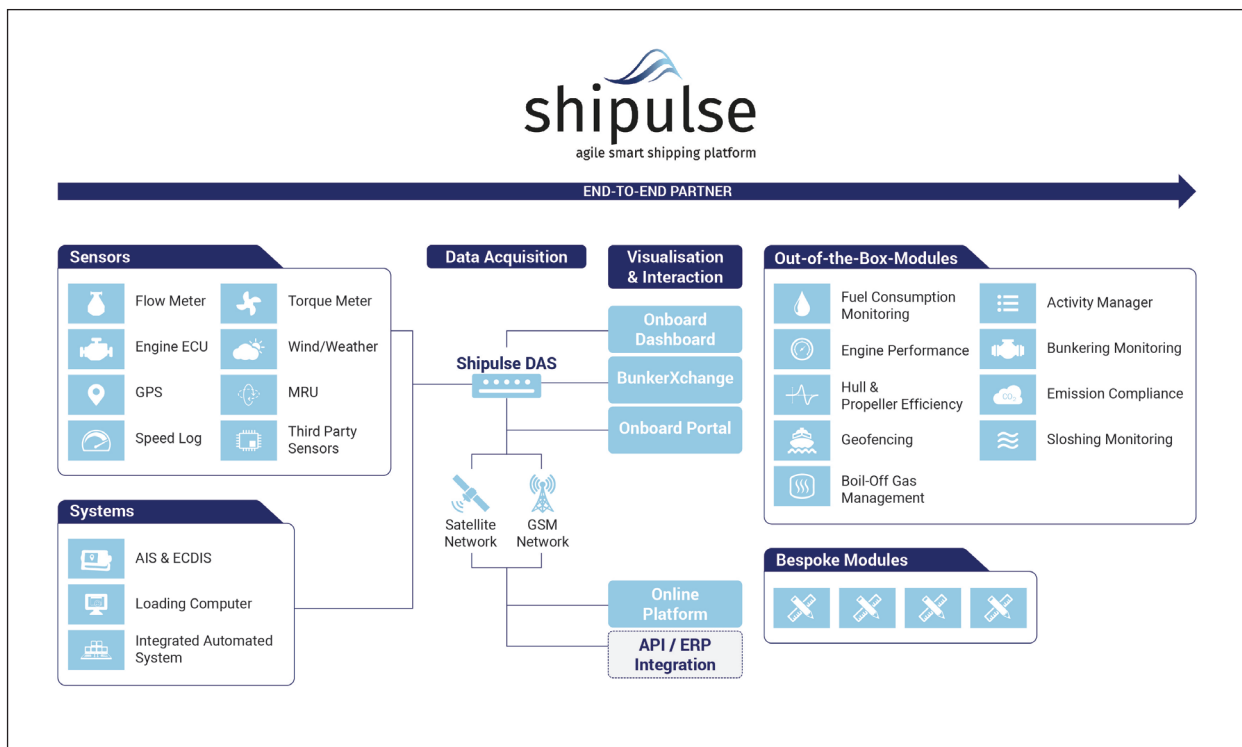 shipulse
agile smart shipping platform
END-TO-END PARTNER
Sensors
Flow Meter
Torque Meter
Engine ECU
Wind/Weather
GPS
MRU
Speed Log
Third Party
Sensors
Systems
AIS & ECDIS
Loading Computer
Integrated Automated
System
Data Acquisition
Shipulse DAS
Satellite
Network
GSM
Network
Visualisation
& Interaction
Onboard
Dashboard
BunkerXchange
Onboard Portal
Online
Platform
API / ERP
Integration
Out-of-the-Box-Modules
Fuel Consumption
Monitoring
Activity Manager
Engine Performance
Bunkering Monitoring
Hull &
Propeller Efficiency
CO₂
Emission Compliance
Geofencing
Sloshing Monitoring
Boil-Off Gas
Management
Bespoke Modules